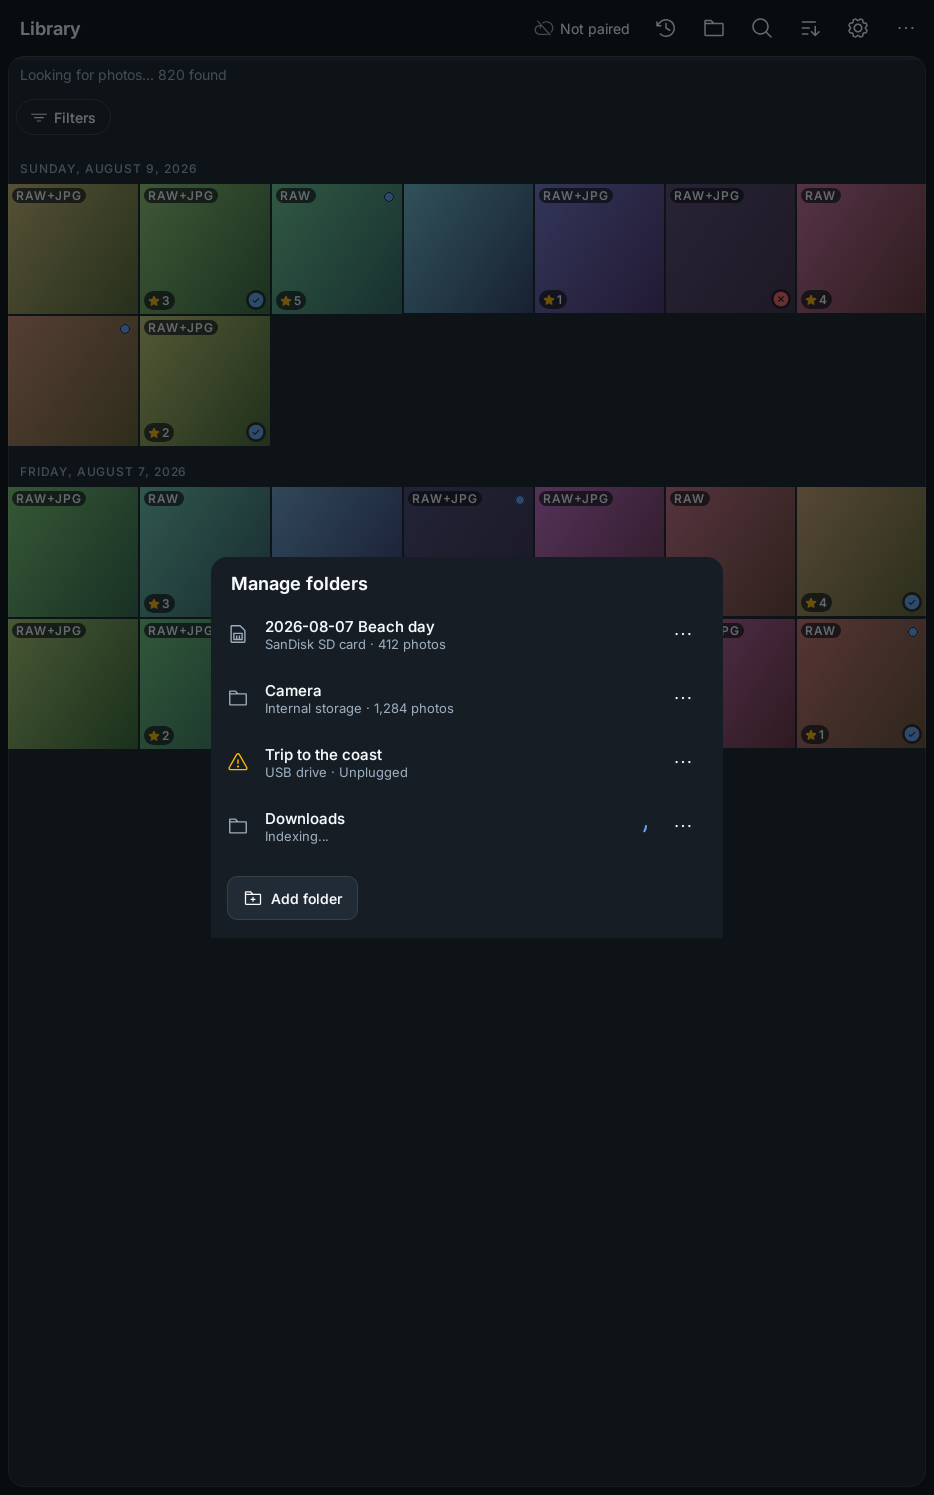 Library
Not paired
Looking for photos... 820 found
Filters
SUNDAY, AUGUST 9, 2026
RAW+JPG
RAW+JPG
RAW
RAW+JPG
RAW+JPG
RAW
3
5
1
4
RAW+JPG
2
FRIDAY, AUGUST 7, 2026
RAW+JPG
RAW
RAW+JPG
RAW+JPG
RAW
3
4
RAW+JPG
RAW+JP
PG
RAW
2
1
Manage folders
2026-08-07 Beach day
SanDisk SD card · 412 photos
Camera
Internal storage · 1,284 photos
Trip to the coast
USB drive · Unplugged
Downloads
Indexing...
Add folder